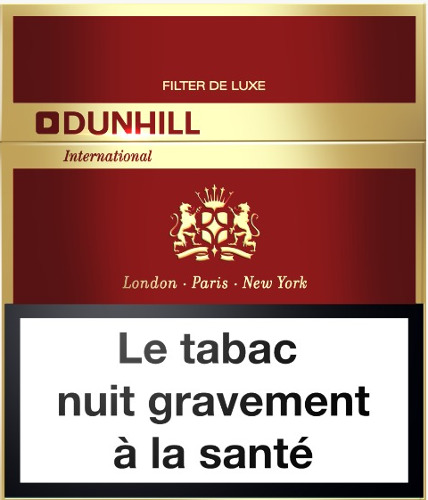 FILTER DE LUXE
DUNHILL
International
London · Paris · New York
Le tabac
nuit gravement
à la santé